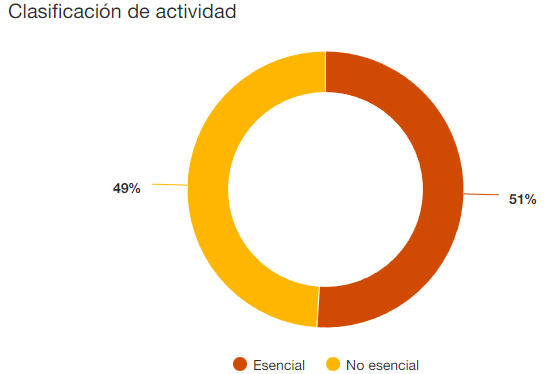 Clasificación de actividad
49%
51%
Esencial
No esencial